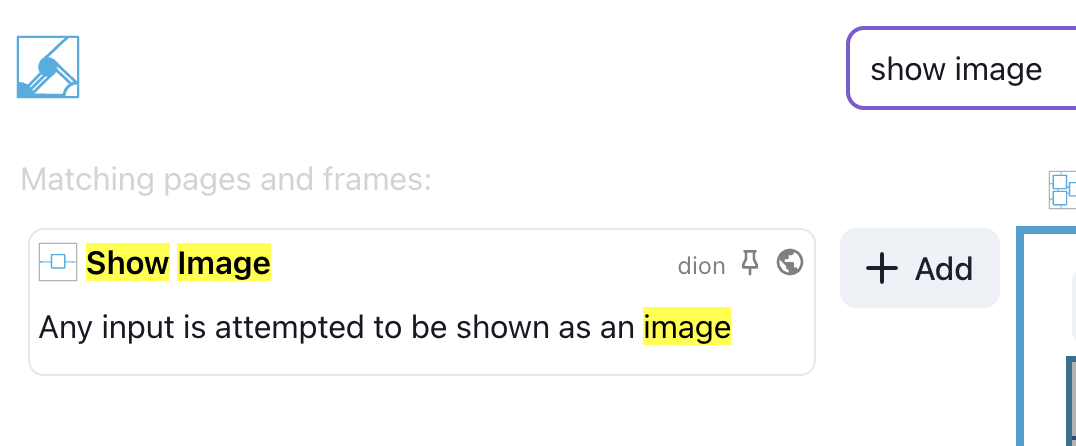 show image
Matching pages and frames:
Show Image
dion
Add
Any input is attempted to be shown as an image